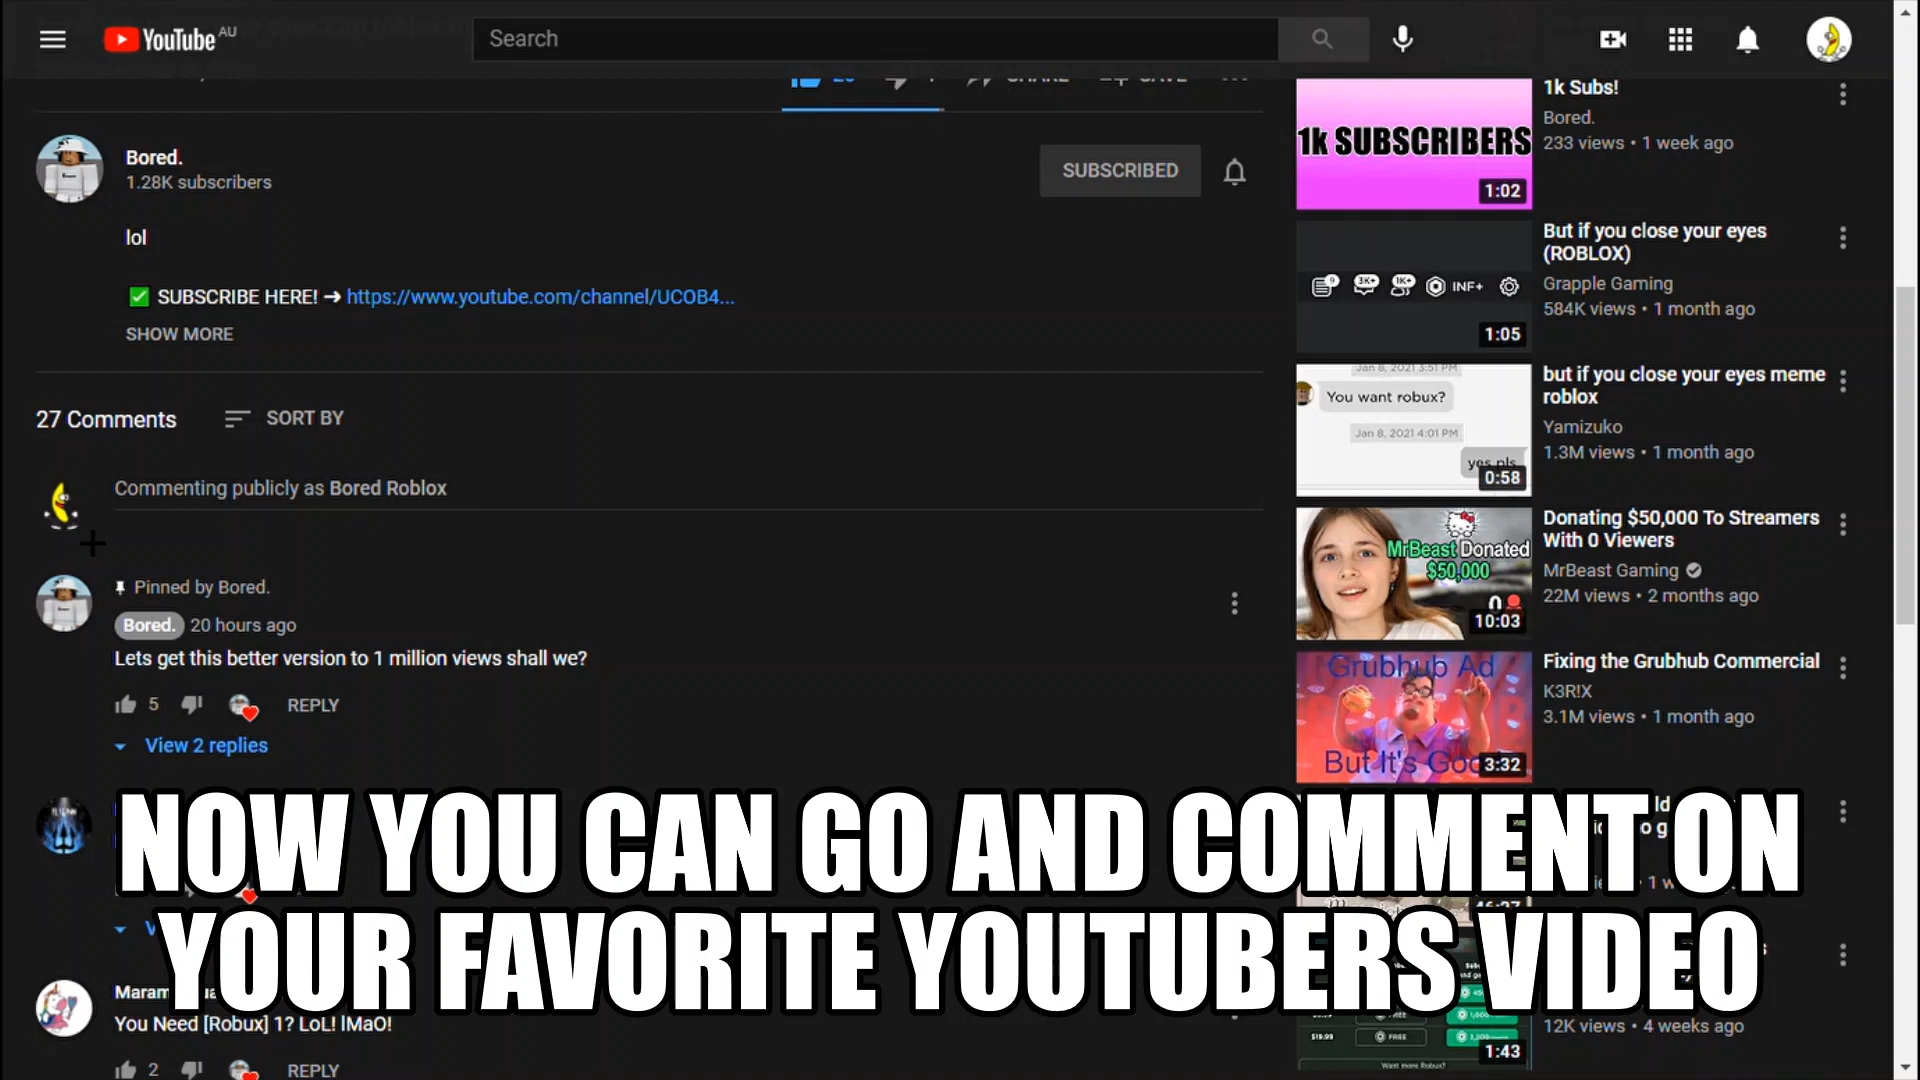 YouTube AU
Search
Bored.
1.28K subscribers
SUBSCRIBED
lol
✅ SUBSCRIBE HERE! ➜ https://www.youtube.com/channel/UCOB4...
SHOW MORE
27 Comments
SORT BY
Commenting publicly as Bored Roblox
Pinned by Bored.
Bored. 20 hours ago
Lets get this better version to 1 million views shall we?
5
REPLY
View 2 replies
You Need [Robux] 1? LoL! lMaO!
2
REPLY
NOW YOU CAN GO AND COMMENT ON
YOUR FAVORITE YOUTUBERS VIDEO
1k SUBSCRIBERS
1:02
1k Subs!
Bored.
233 views • 1 week ago
INF+
1:05
But if you close your eyes
(ROBLOX)
Grapple Gaming
584K views • 1 month ago
Jan 8, 2021 3:51 PM
You want robux?
Jan 8, 2021 4:01 PM
yes pls
0:58
but if you close your eyes meme
roblox
Yamizuko
1.3M views • 1 month ago
MrBeast Donated
$50,000
10:03
Donating $50,000 To Streamers
With 0 Viewers
MrBeast Gaming
22M views • 2 months ago
Grubhub Ad
But It's
3:32
Fixing the Grubhub Commercial
K3R!X
3.1M views • 1 month ago
$19.99
FREE
Want more Robux?
1:43
12K views • 4 weeks ago